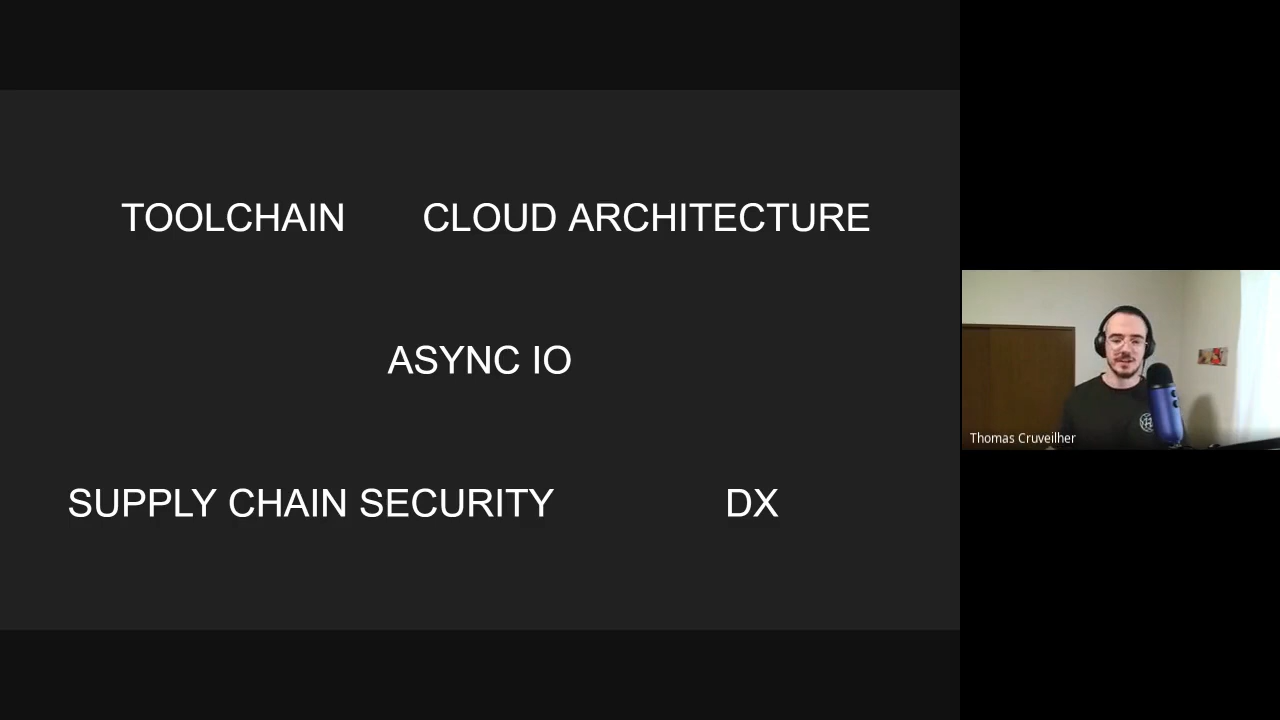 TOOLCHAIN CLOUD ARCHITECTURE
ASYNC IO
SUPPLY CHAIN SECURITY DX
Thomas Cruveilher